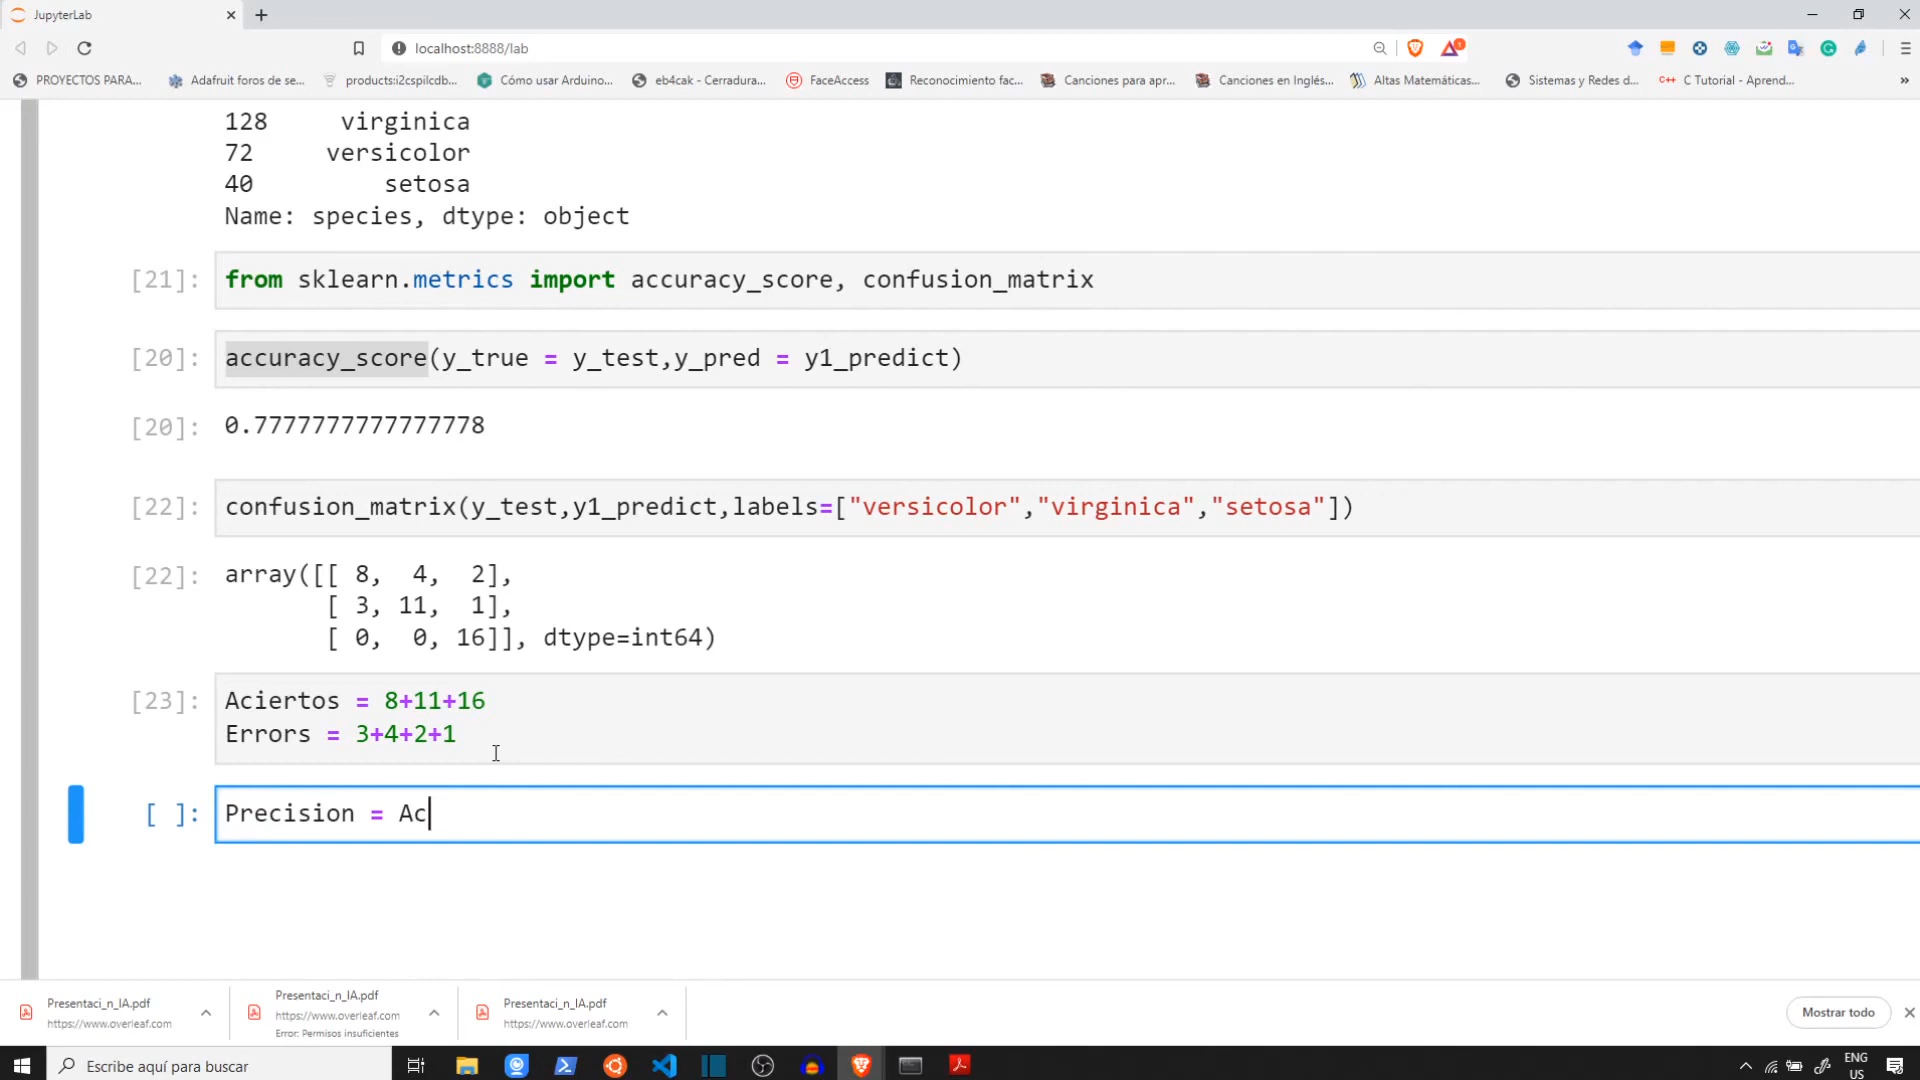 JupyterLab
localhost:8888/lab
PROYECTOS PARA... Adafruit foros de se... products:i2cspilcdb... Cómo usar Arduino... eb4cak - Cerradura... FaceAccess Reconocimiento fac... Canciones para apr... Canciones en Inglés... Altas Matemáticas... Sistemas y Redes d... C++ C Tutorial - Aprend... »
128 virginica
72 versicolor
40 setosa
Name: species, dtype: object
[21]: from sklearn.metrics import accuracy_score, confusion_matrix
[20]: accuracy_score(y_true = y_test,y_pred = y1_predict)
[20]: 0.7777777777777778
[22]: confusion_matrix(y_test,y1_predict,labels=["versicolor","virginica","setosa"])
[22]: array([[ 8, 4, 2],
[ 3, 11, 1],
[ 0, 0, 16]], dtype=int64)
[23]: Aciertos = 8+11+16
Errors = 3+4+2+1
[ ]: Precision = Ac
Presentaci_n_IA.pdf
https://www.overleaf.com
Presentaci_n_IA.pdf
https://www.overleaf.com
Error: Permisos insuficientes
Presentaci_n_IA.pdf
https://www.overleaf.com
Mostrar todo
Escribe aquí para buscar
ENG
US